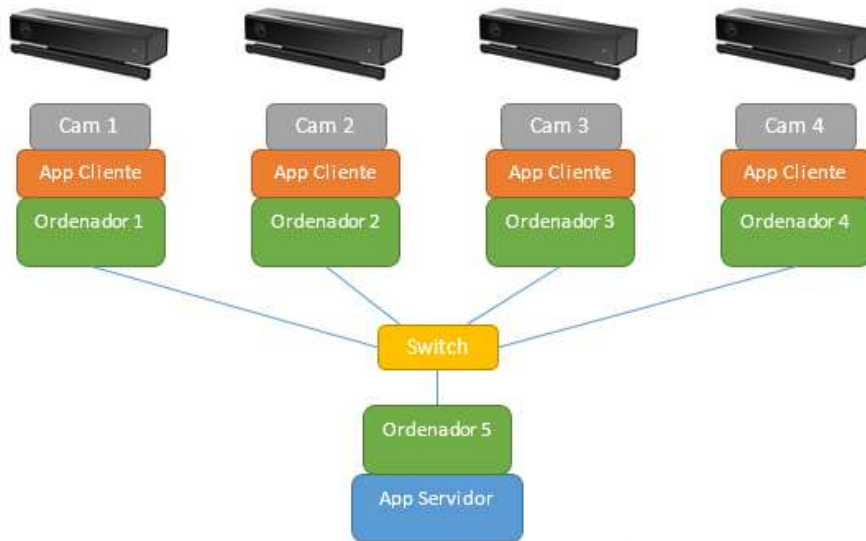 Cam 1
Cam 2
Cam 3
Cam 4
App Cliente
App Cliente
App Cliente
App Cliente
Ordenador 1
Ordenador 2
Ordenador 3
Ordenador 4
Switch
Ordenador 5
App Servidor